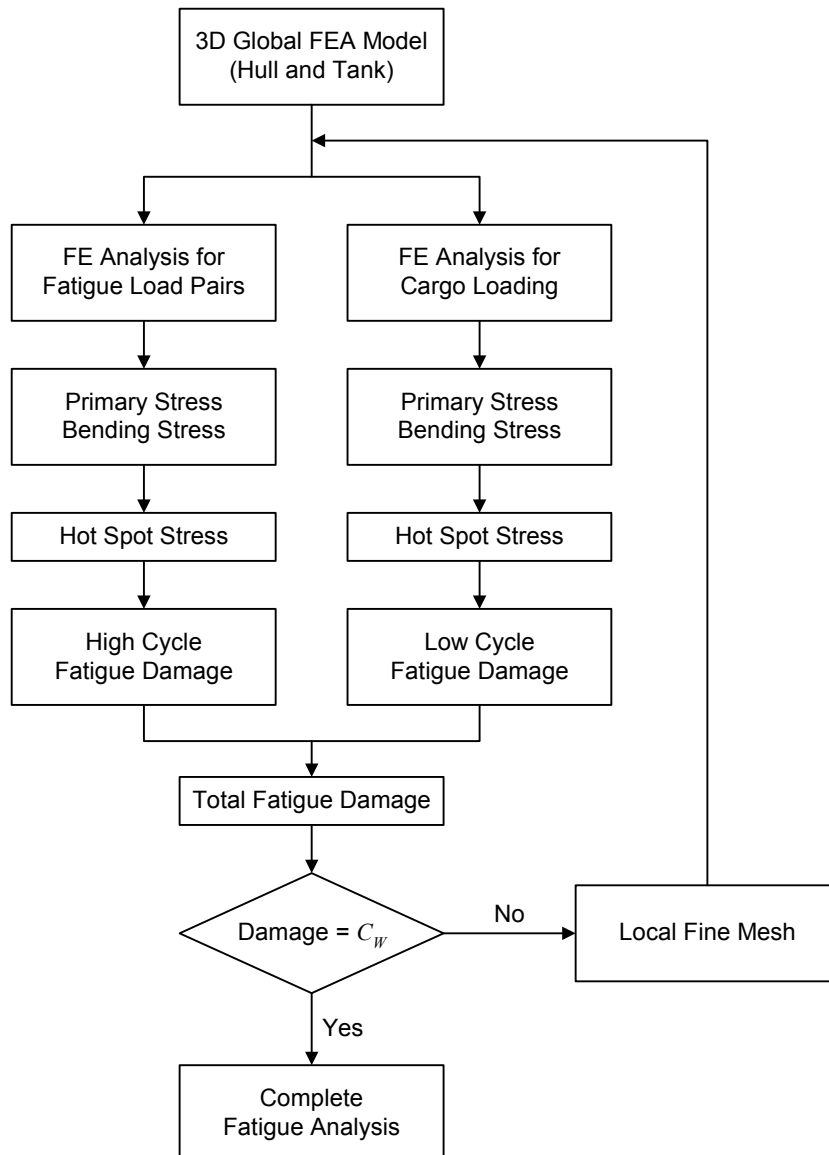 3D Global FEA Model
(Hull and Tank)
FE Analysis for
Fatigue Load Pairs
FE Analysis for
Cargo Loading
Primary Stress
Bending Stress
Primary Stress
Bending Stress
Hot Spot Stress
Hot Spot Stress
High Cycle
Fatigue Damage
Low Cycle
Fatigue Damage
Total Fatigue Damage
Damage = C_W
No
Local Fine Mesh
Yes
Complete
Fatigue Analysis